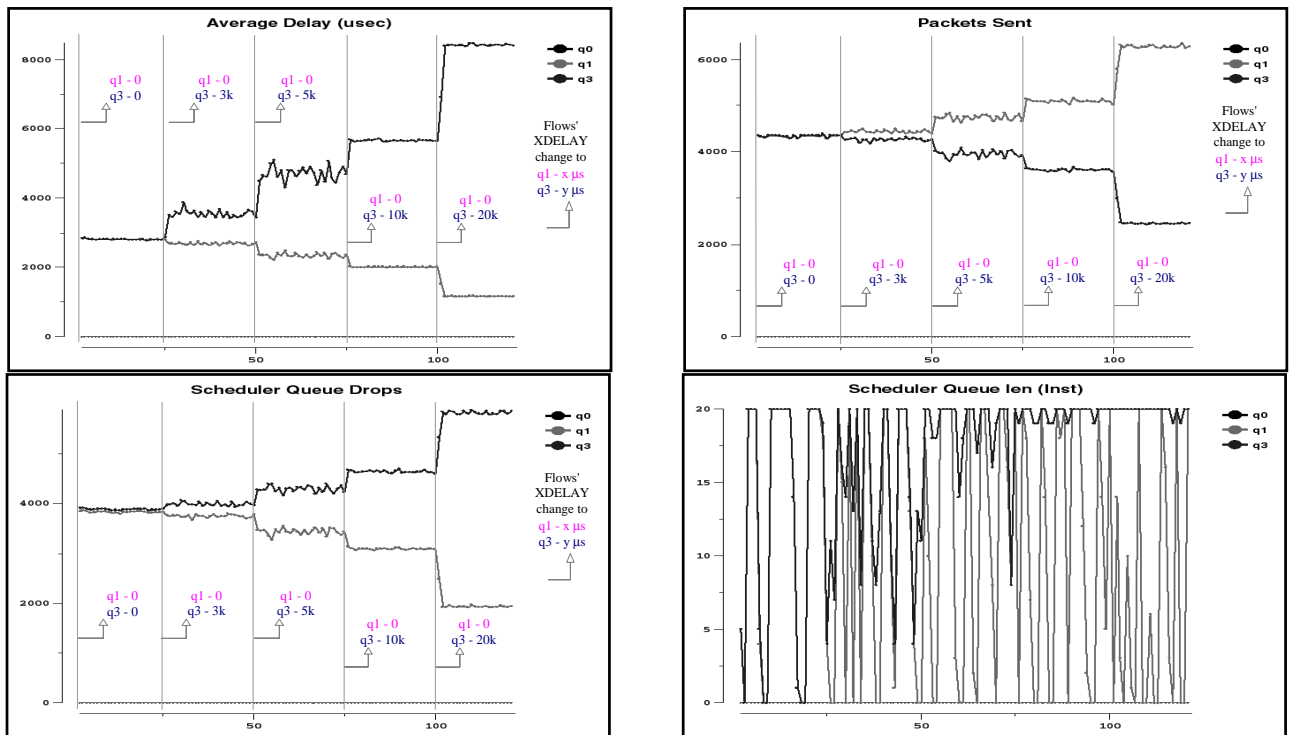 Average Delay (usec)
8000
6000
4000
2000
0
50
100
q0
q1
q3
q1 - 0
q3 - 0
q1 - 0
q3 - 3k
q1 - 0
q3 - 5k
q1 - 0
q3 - 10k
q1 - 0
q3 - 20k
Flows'
XDELAY
change to
q1 - x µs
q3 - y µs
Packets Sent
6000
4000
2000
0
50
100
q0
q1
q3
Flows'
XDELAY
change to
q1 - x µs
q3 - y µs
q1 - 0
q3 - 0
q1 - 0
q3 - 3k
q1 - 0
q3 - 5k
q1 - 0
q3 - 10k
q1 - 0
q3 - 20k
Scheduler Queue Drops
4000
2000
0
50
100
q0
q1
q3
Flows'
XDELAY
change to
q1 - x µs
q3 - y µs
q1 - 0
q3 - 0
q1 - 0
q3 - 3k
q1 - 0
q3 - 5k
q1 - 0
q3 - 10k
q1 - 0
q3 - 20k
Scheduler Queue len (Inst)
20
15
10
5
0
50
100
q0
q1
q3